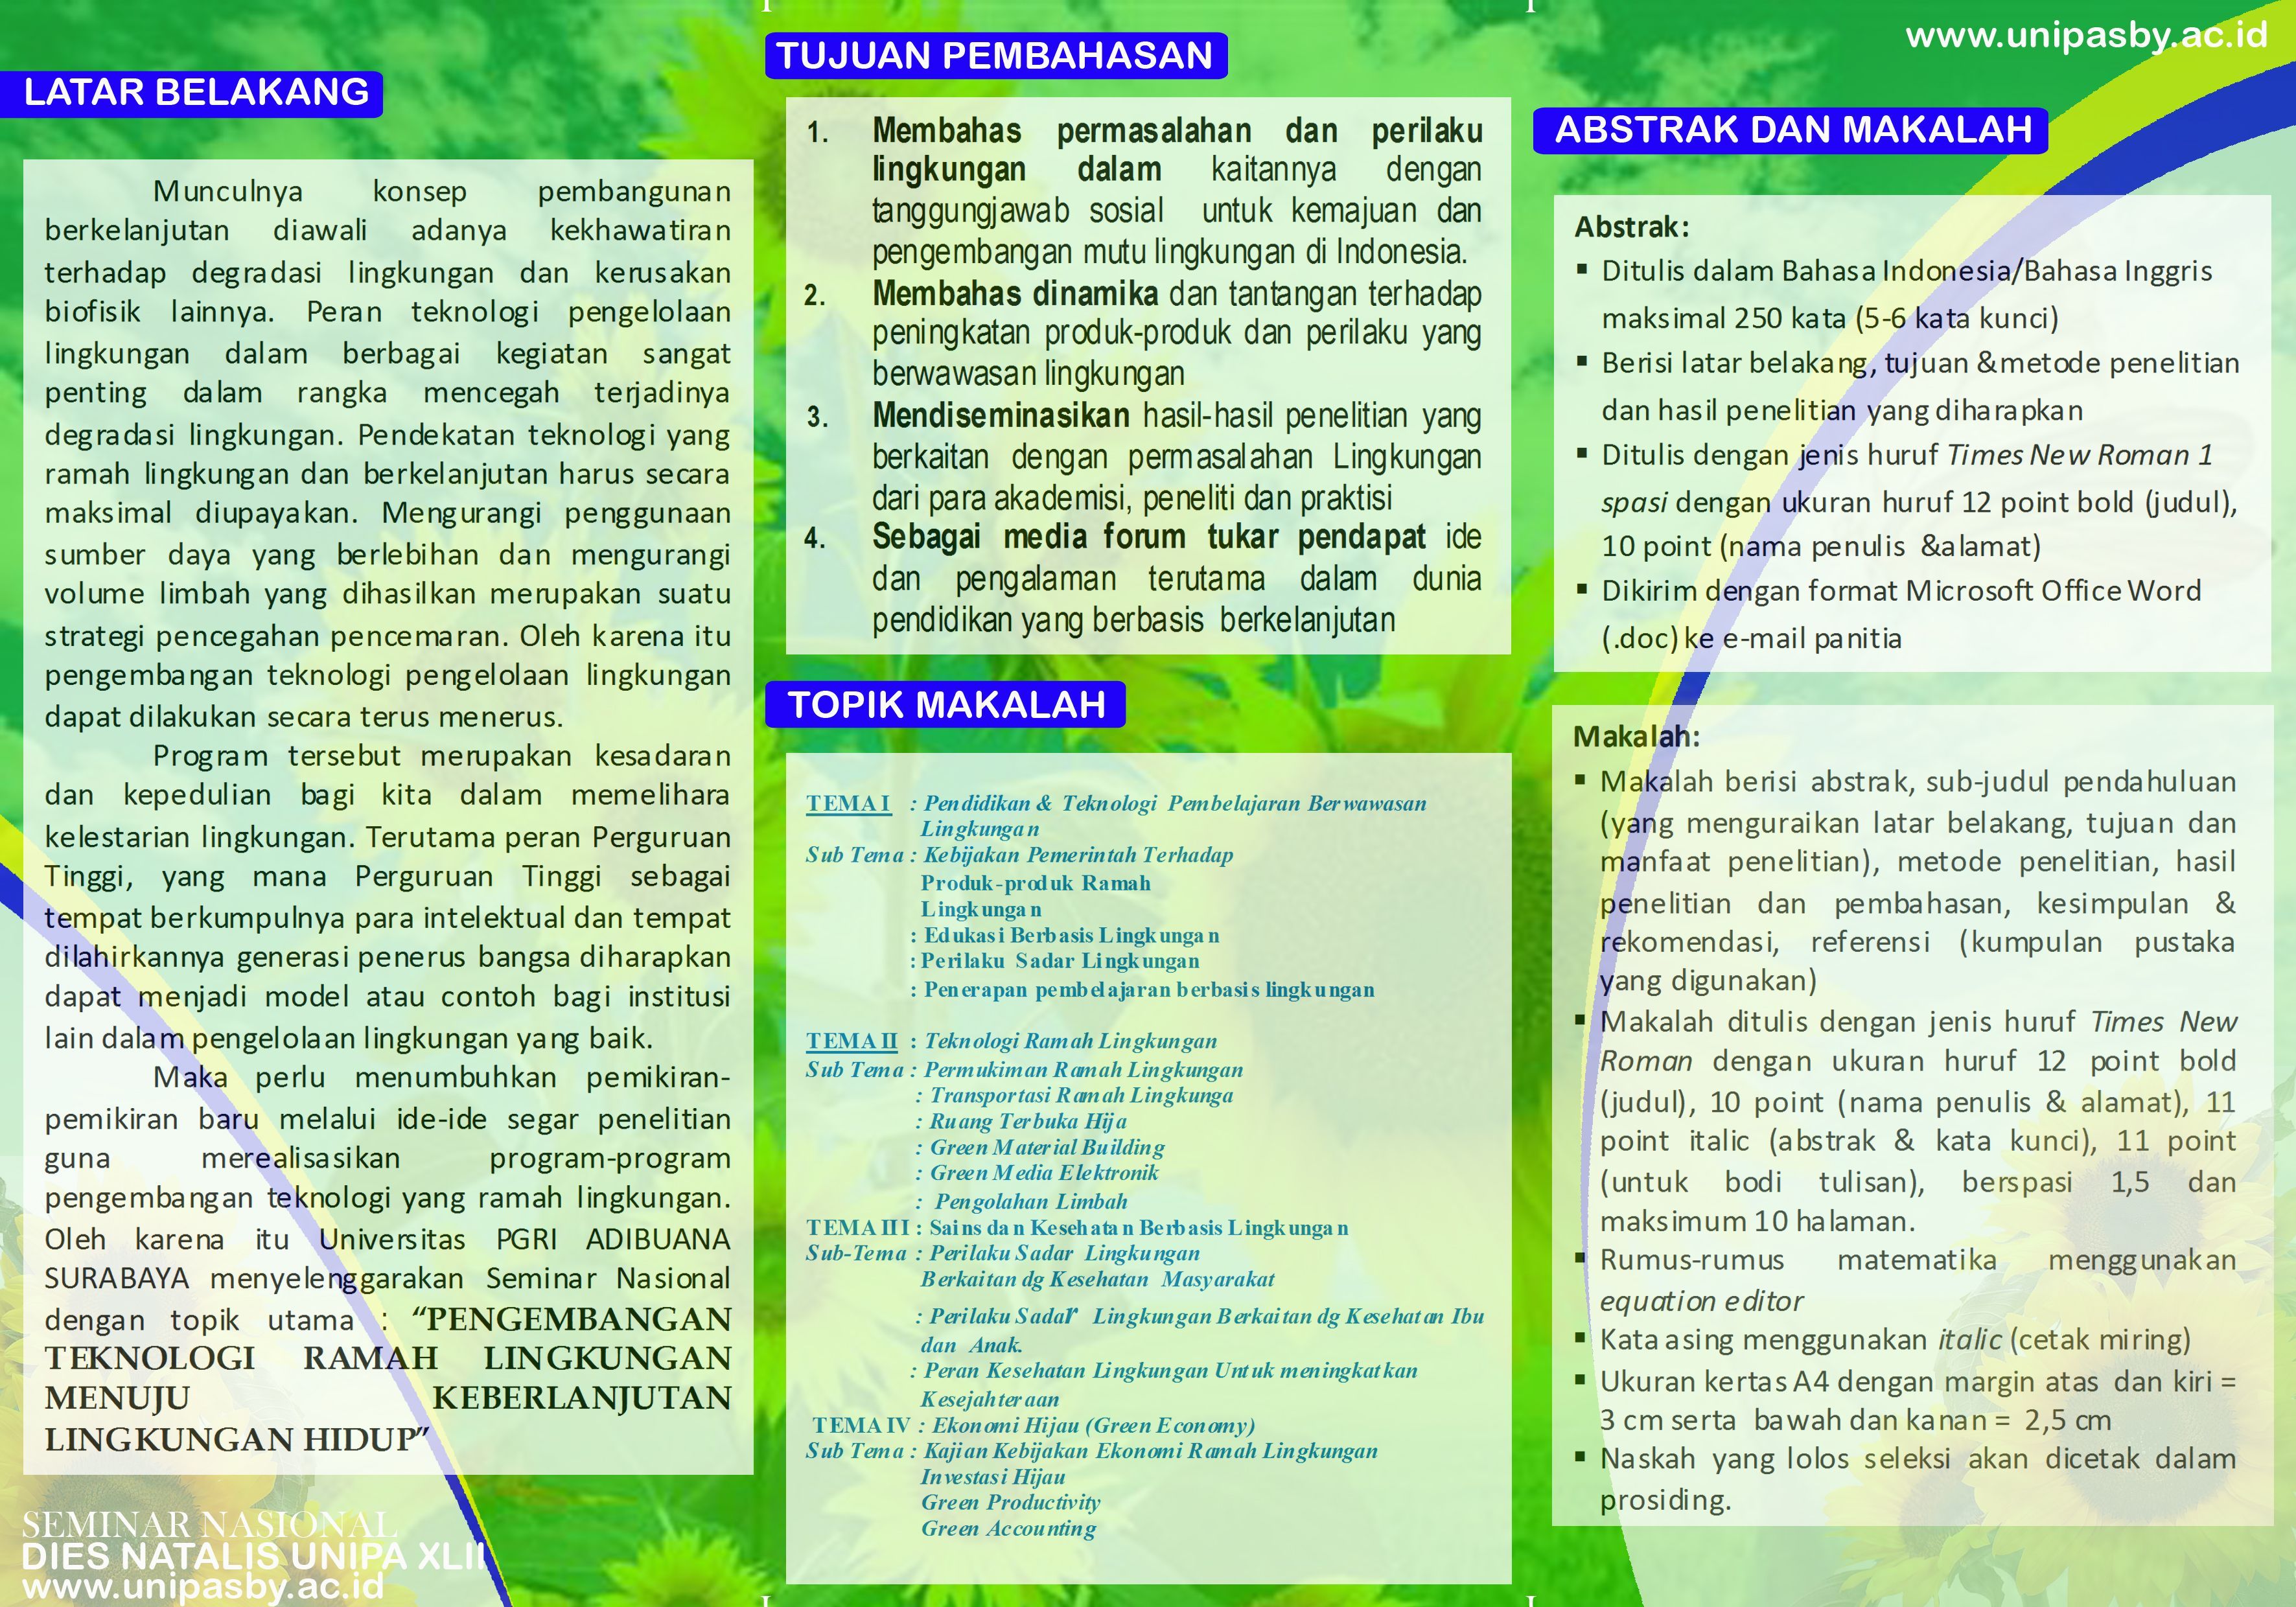 LATAR BELAKANG
Munculnya konsep pembangunan
berkelanjutan diawali adanya kekhawatiran
terhadap degradasi lingkungan dan kerusakan
biofisik lainnya. Peran teknologi pengelolaan
lingkungan dalam berbagai kegiatan sangat
penting dalam rangka mencegah terjadinya
degradasi lingkungan. Pendekatan teknologi yang
ramah lingkungan dan berkelanjutan harus secara
maksimal diupayakan. Mengurangi penggunaan
sumber daya yang berlebihan dan mengurangi
volume limbah yang dihasilkan merupakan suatu
strategi pencegahan pencemaran. Oleh karena itu
pengembangan teknologi pengelolaan lingkungan
dapat dilakukan secara terus menerus.
Program tersebut merupakan kesadaran
dan kepedulian bagi kita dalam memelihara
kelestarian lingkungan. Terutama peran Perguruan
Tinggi, yang mana Perguruan Tinggi sebagai
tempat berkumpulnya para intelektual dan tempat
dilahirkannya generasi penerus bangsa diharapkan
dapat menjadi model atau contoh bagi institusi
lain dalam pengelolaan lingkungan yang baik.
Maka perlu menumbuhkan pemikiran-
pemikiran baru melalui ide-ide segar penelitian
guna merealisasikan program-program
pengembangan teknologi yang ramah lingkungan.
Oleh karena itu Universitas PGRI ADIBUANA
SURABAYA menyelenggarakan Seminar Nasional
dengan topik utama : “PENGEMBANGAN
TEKNOLOGI RAMAH LINGKUNGAN
MENUJU KEBERLANJUTAN
LINGKUNGAN HIDUP”
SEMINAR NASIONAL
DIES NATALIS UNIPA XLII
www.unipasby.ac.id
TUJUAN PEMBAHASAN
1. Membahas permasalahan dan perilaku
lingkungan dalam kaitannya dengan
tanggungjawab sosial untuk kemajuan dan
pengembangan mutu lingkungan di Indonesia.
2. Membahas dinamika dan tantangan terhadap
peningkatan produk-produk dan perilaku yang
berwawasan lingkungan
3. Mendiseminasikan hasil-hasil penelitian yang
berkaitan dengan permasalahan Lingkungan
dari para akademisi, peneliti dan praktisi
4. Sebagai media forum tukar pendapat ide
dan pengalaman terutama dalam dunia
pendidikan yang berbasis berkelanjutan
TOPIK MAKALAH
TEMA I : Pendidikan & Teknologi Pembelajaran Berwawasan
Lingkungan
Sub Tema : Kebijakan Pemerintah Terhadap
Produk-produk Ramah
Lingkungan
: Edukasi Berbasis Lingkungan
: Perilaku Sadar Lingkungan
: Penerapan pembelajaran berbasis lingkungan
TEMA II : Teknologi Ramah Lingkungan
Sub Tema : Permukiman Ramah Lingkungan
: Transportasi Ramah Lingkunga
: Ruang Terbuka Hija
: Green Material Building
: Green Media Elektronik
: Pengolahan Limbah
TEMA III : Sains dan Kesehatan Berbasis Lingkungan
Sub-Tema : Perilaku Sadar Lingkungan
Berkaitan dg Kesehatan Masyarakat
: Perilaku Sadar Lingkungan Berkaitan dg Kesehatan Ibu
dan Anak.
: Peran Kesehatan Lingkungan Untuk meningkatkan
Kesejahteraan
TEMA IV : Ekonomi Hijau (Green Economy)
Sub Tema : Kajian Kebijakan Ekonomi Ramah Lingkungan
Investasi Hijau
Green Productivity
Green Accounting
www.unipasby.ac.id
ABSTRAK DAN MAKALAH
Abstrak:
▪ Ditulis dalam Bahasa Indonesia/Bahasa Inggris
maksimal 250 kata (5-6 kata kunci)
▪ Berisi latar belakang, tujuan &metode penelitian
dan hasil penelitian yang diharapkan
▪ Ditulis dengan jenis huruf Times New Roman 1
spasi dengan ukuran huruf 12 point bold (judul),
10 point (nama penulis &alamat)
▪ Dikirim dengan format Microsoft Office Word
(.doc) ke e-mail panitia
Makalah:
▪ Makalah berisi abstrak, sub-judul pendahuluan
(yang menguraikan latar belakang, tujuan dan
manfaat penelitian), metode penelitian, hasil
penelitian dan pembahasan, kesimpulan &
rekomendasi, referensi (kumpulan pustaka
yang digunakan)
▪ Makalah ditulis dengan jenis huruf Times New
Roman dengan ukuran huruf 12 point bold
(judul), 10 point (nama penulis & alamat), 11
point italic (abstrak & kata kunci), 11 point
(untuk bodi tulisan), berspasi 1,5 dan
maksimum 10 halaman.
▪ Rumus-rumus matematika menggunakan
equation editor
▪ Kata asing menggunakan italic (cetak miring)
▪ Ukuran kertas A4 dengan margin atas dan kiri =
3 cm serta bawah dan kanan = 2,5 cm
▪ Naskah yang lolos seleksi akan dicetak dalam
prosiding.